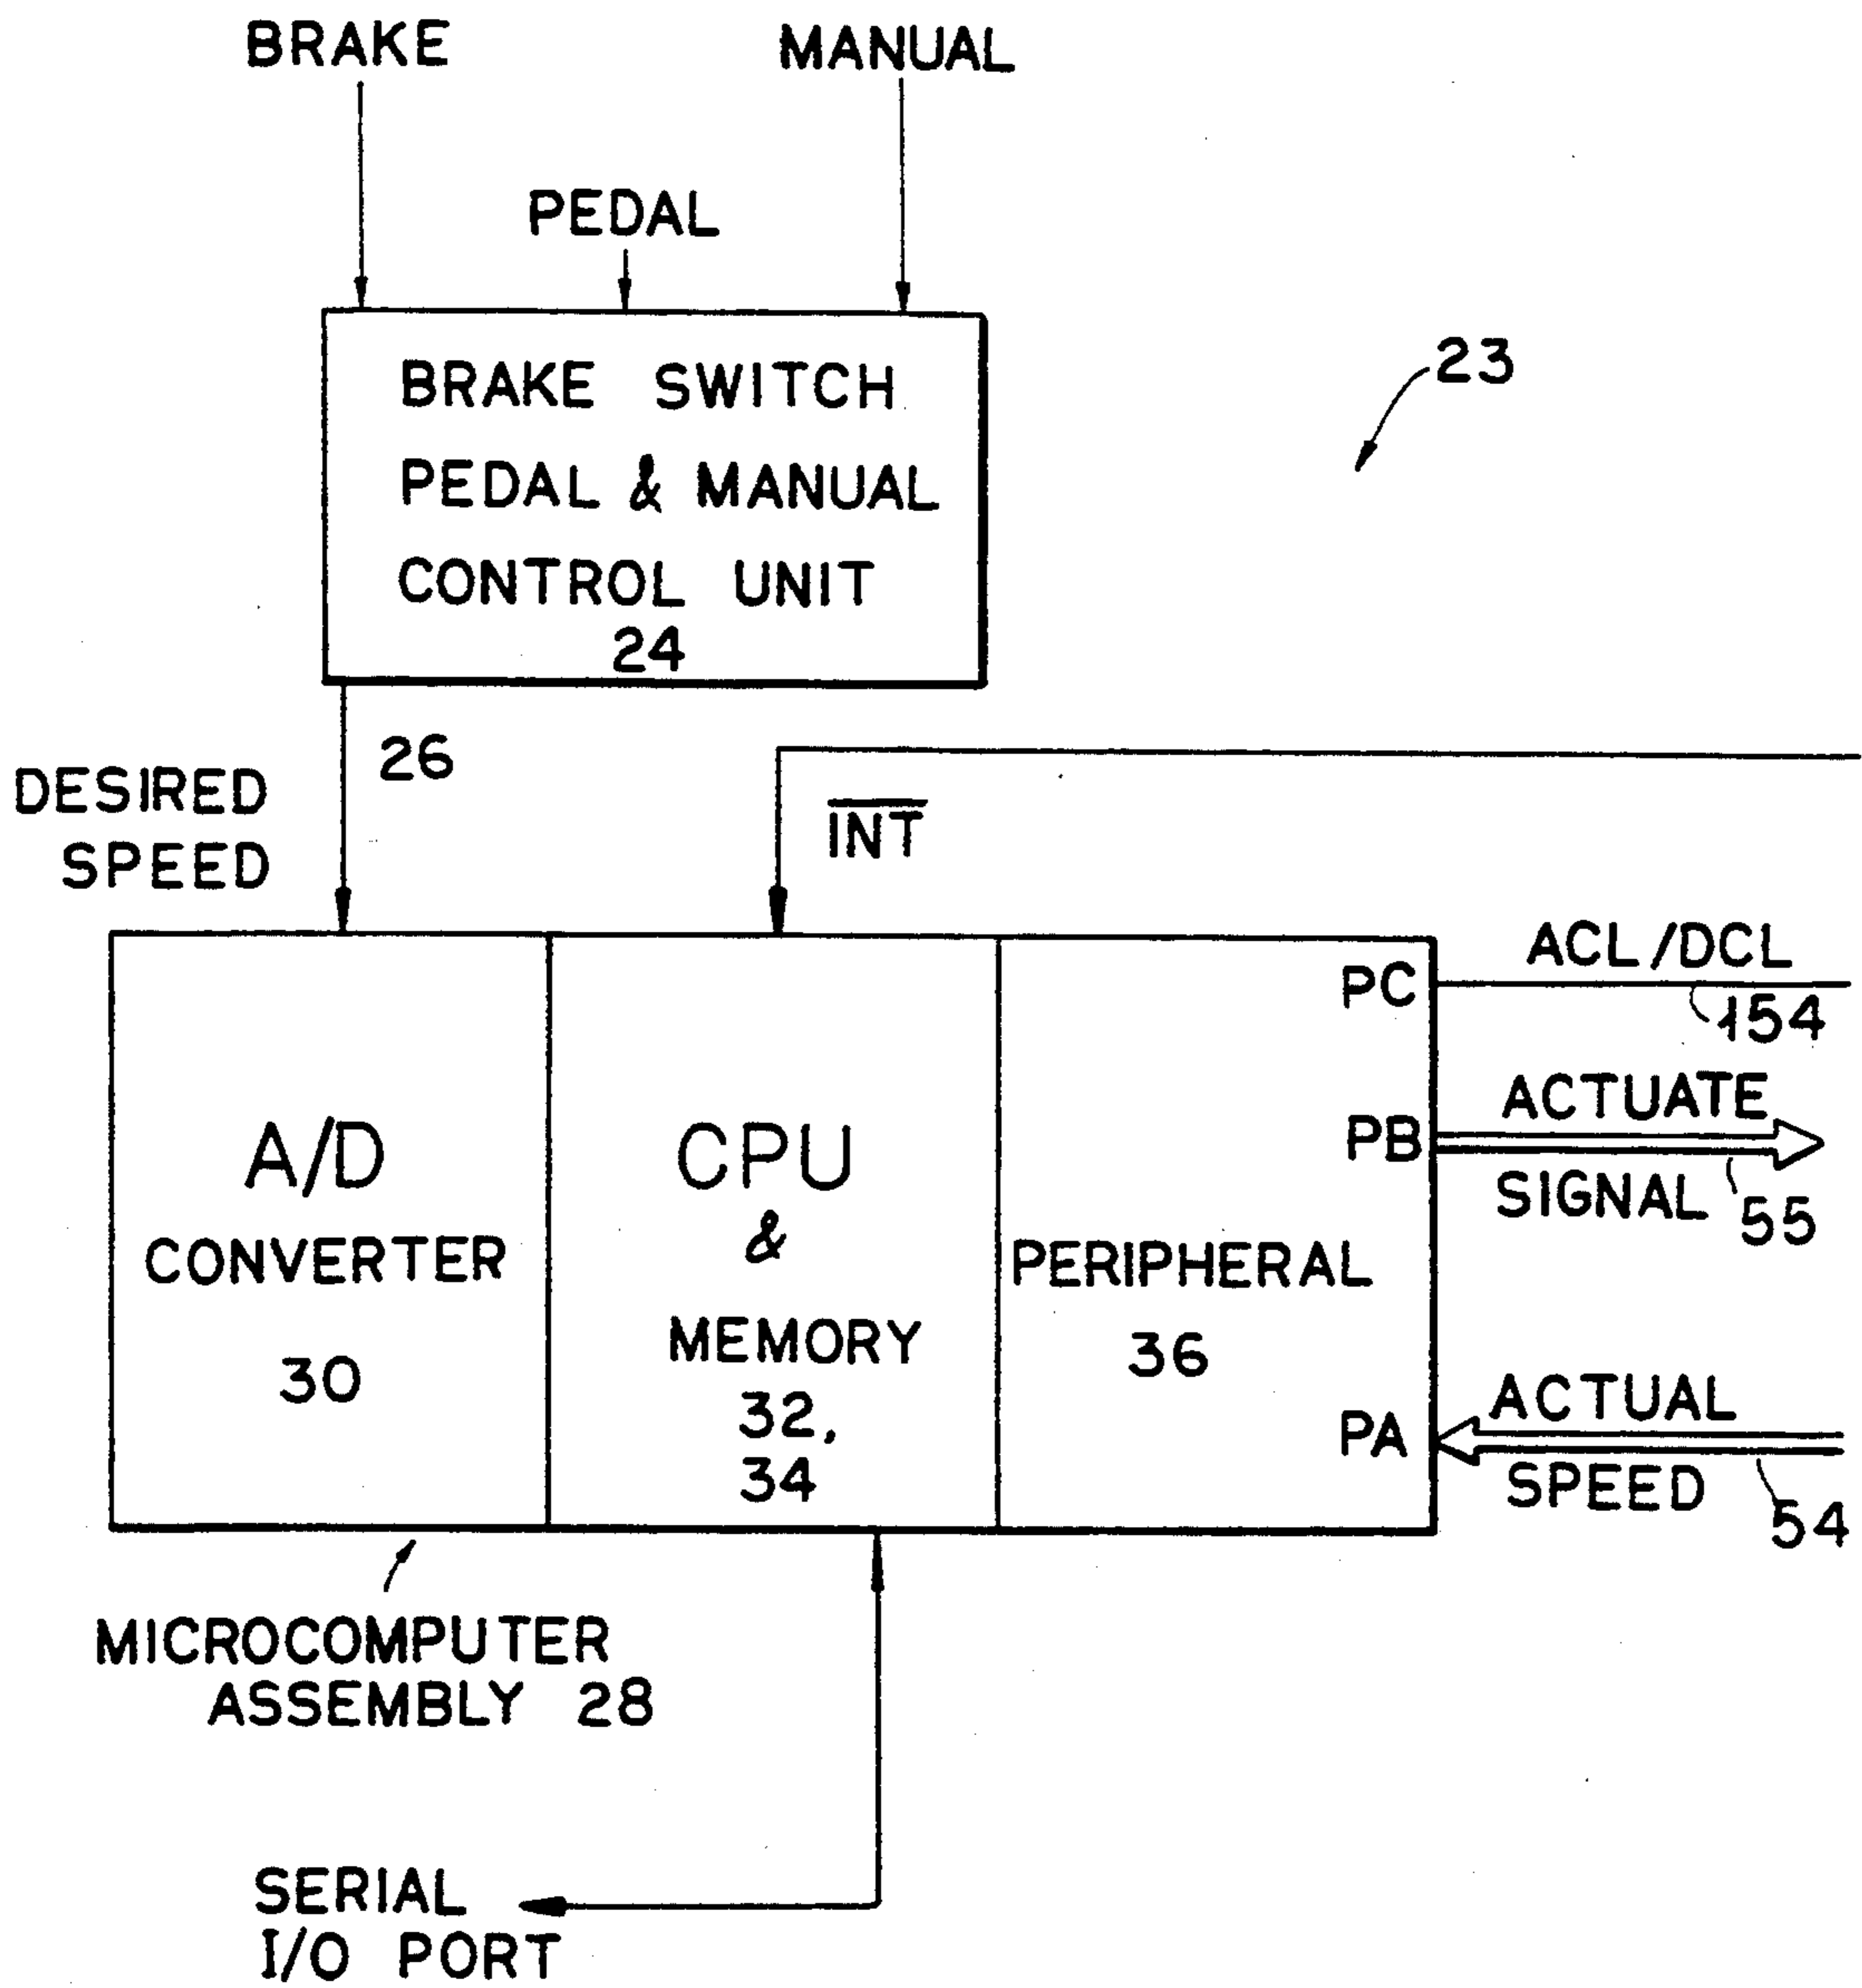 BRAKE
MANUAL
PEDAL
BRAKE SWITCH
PEDAL & MANUAL
CONTROL UNIT
24
23
DESIRED
SPEED
26
INT
A/D
CONVERTER
30
CPU
&
MEMORY
32,
34
PERIPHERAL
36
PC
PB
PA
ACL/DCL
154
ACTUATE
SIGNAL
55
ACTUAL
SPEED
54
MICROCOMPUTER
ASSEMBLY 28
SERIAL
I/O PORT